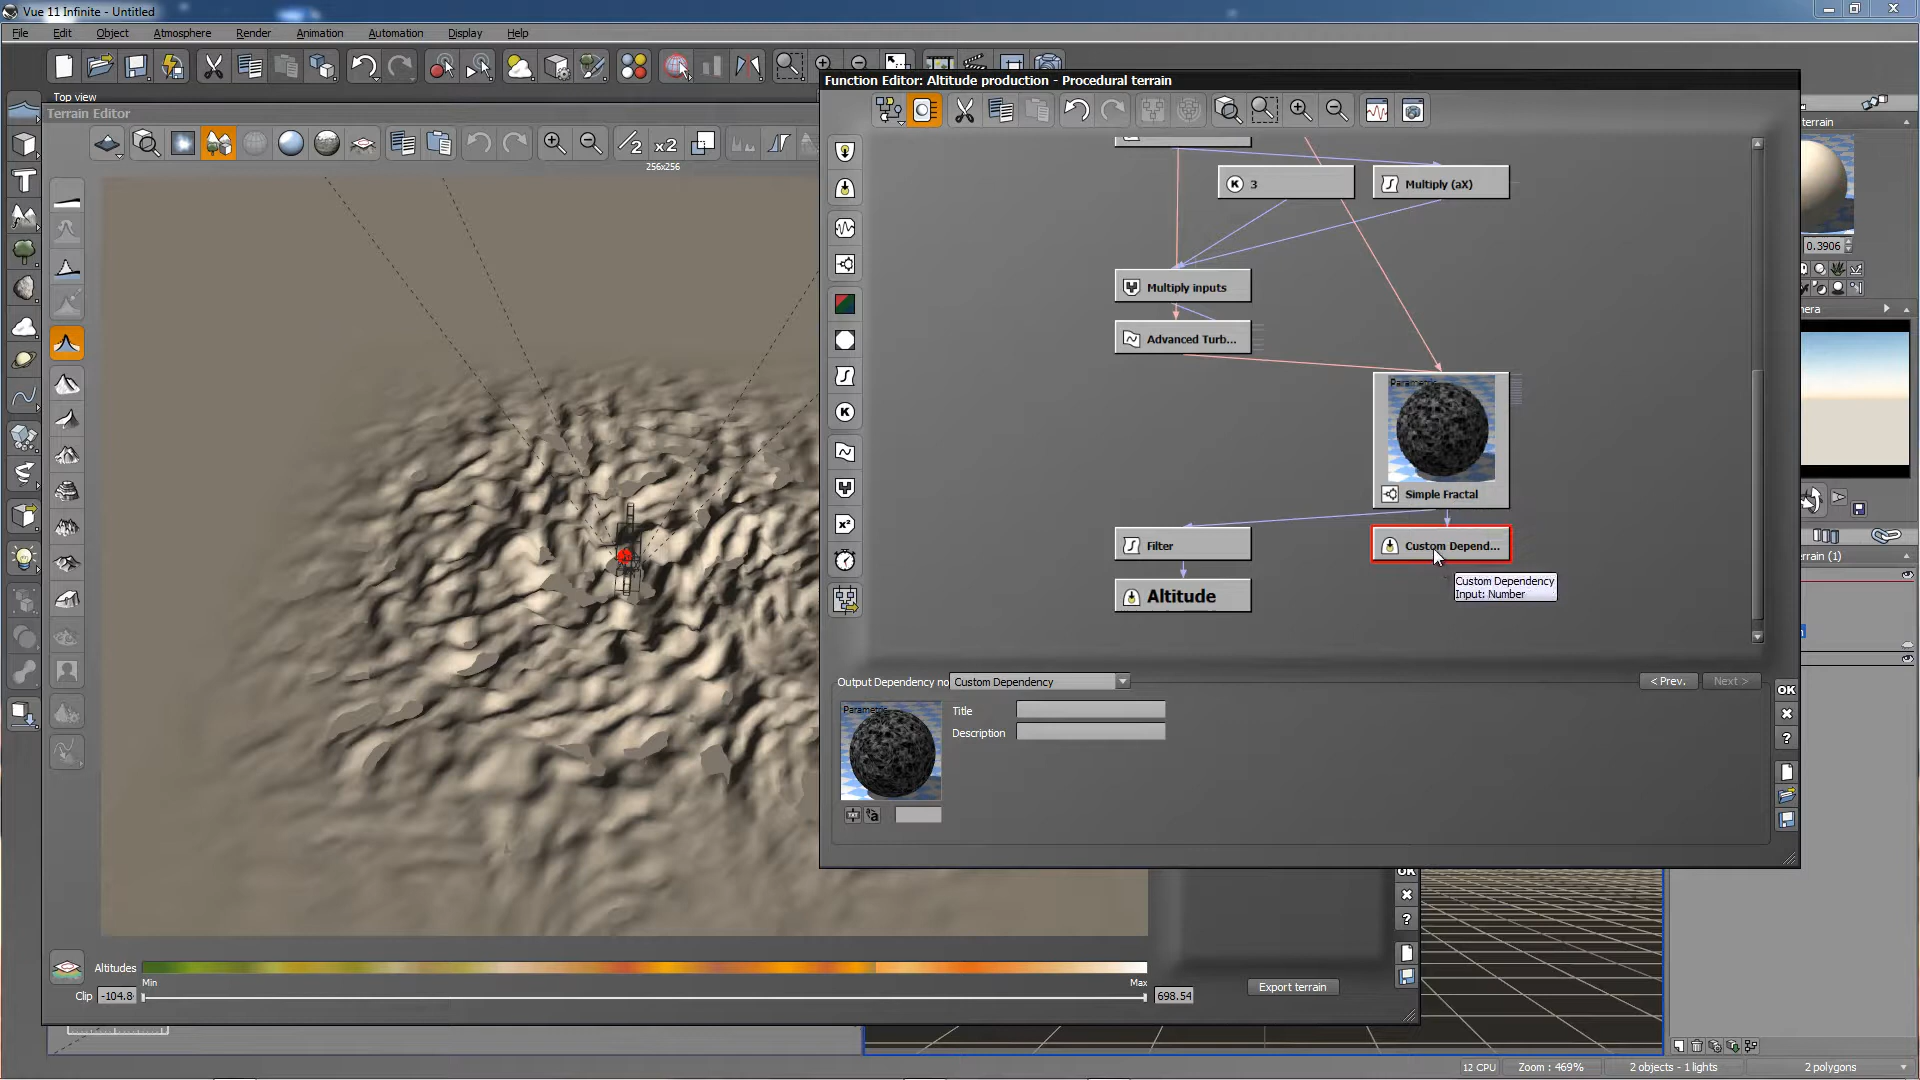 Vue 11 Infinite - Untitled
File Edit Object Atmosphere Render Animation Automation Display Help
Top view
Terrain Editor
256x256
Function Editor: Altitude production - Procedural terrain
3
Multiply (aX)
Multiply inputs
Advanced Turb...
Parametric
Simple Fractal
Filter
Custom Depend...
Altitude
Custom Dependency
Input: Number
Output Dependency no
Custom Dependency
< Prev.
Next >
OK
Parametric
Title
Description
terrain
0.3906
OK
Altitudes
Min
Max
Clip
-104.8
698.54
Export terrain
12 CPU
Zoom : 469%
2 objects - 1 lights
2 polygons